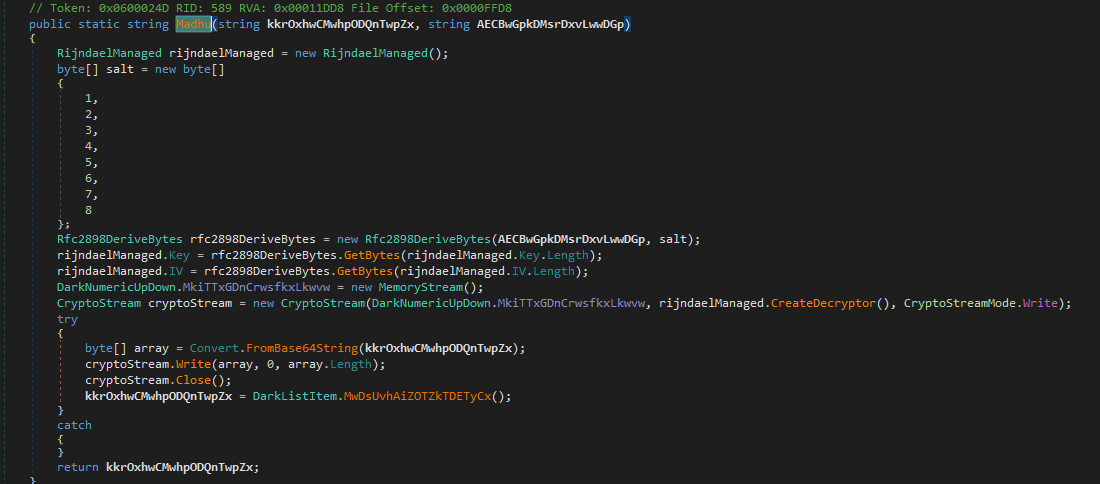 // Token: 0x0600024D RID: 589 RVA: 0x00011DD8 File Offset: 0x0000FFD8
public static string Madhu(string kkrOxhwCMwhpODQnTwpZx, string AECBwGpkDMsrDxvLwwDGp)
{
RijndaelManaged rijndaelManaged = new RijndaelManaged();
byte[] salt = new byte[]
{
1,
2,
3,
4,
5,
6,
7,
8
};
Rfc2898DeriveBytes rfc2898DeriveBytes = new Rfc2898DeriveBytes(AECBwGpkDMsrDxvLwwDGp, salt);
rijndaelManaged.Key = rfc2898DeriveBytes.GetBytes(rijndaelManaged.Key.Length);
rijndaelManaged.IV = rfc2898DeriveBytes.GetBytes(rijndaelManaged.IV.Length);
DarkNumericUpDown.MkiTTxGDnCrwsfkxLkwvw = new MemoryStream();
CryptoStream cryptoStream = new CryptoStream(DarkNumericUpDown.MkiTTxGDnCrwsfkxLkwvw, rijndaelManaged.CreateDecryptor(), CryptoStreamMode.Write);
try
{
byte[] array = Convert.FromBase64String(kkrOxhwCMwhpODQnTwpZx);
cryptoStream.Write(array, 0, array.Length);
cryptoStream.Close();
kkrOxhwCMwhpODQnTwpZx = DarkListItem.MwDsUvhAiZOTZkTDETyCx();
}
catch
{
}
return kkrOxhwCMwhpODQnTwpZx;
}